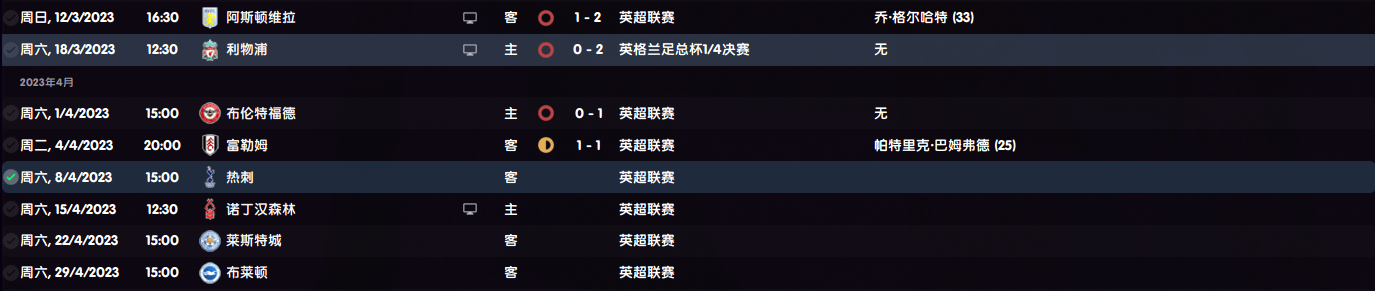 周日, 12/3/2023 16:30 阿斯顿维拉 客 1 - 2 英超联赛 乔·格尔哈特 (33)
周六, 18/3/2023 12:30 利物浦 主 0 - 2 英格兰足总杯1/4决赛 无
2023年4月
周六, 1/4/2023 15:00 布伦特福德 主 0 - 1 英超联赛 无
周二, 4/4/2023 20:00 富勒姆 客 1 - 1 英超联赛 帕特里克·巴姆弗德 (25)
周六, 8/4/2023 15:00 热刺 客 英超联赛
周六, 15/4/2023 12:30 诺丁汉森林 主 英超联赛
周六, 22/4/2023 15:00 莱斯特城 客 英超联赛
周六, 29/4/2023 15:00 布莱顿 客 英超联赛